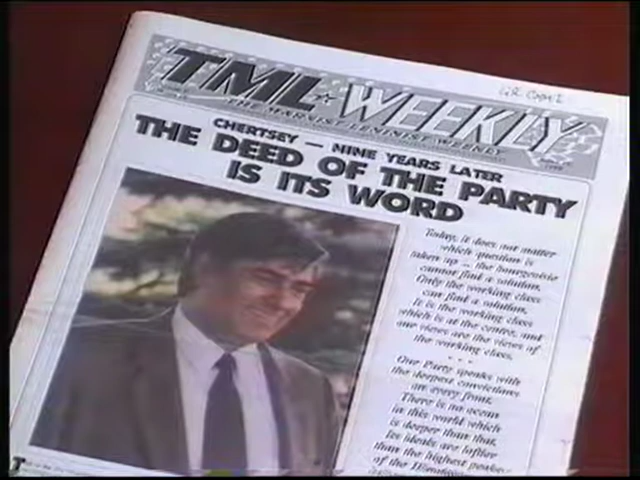 TML WEEKLY
THE MARXIST-LENINIST WEEKLY
CHERTSEY — NINE YEARS LATER
THE DEED OF THE PARTY
IS ITS WORD
Today, it does not matter
which question is
taken up – the bourgeoisie
cannot find a solution.
Only the working class
can find a solution.
It is the working class
which is at the centre, and
our views are the views of
the working class.
• • •
Our Party speaks with
the deepest convictions
on every front.
There is no ocean
in this world which
is deeper than that.
Its ideals are loftier
than the highest peaks
of the